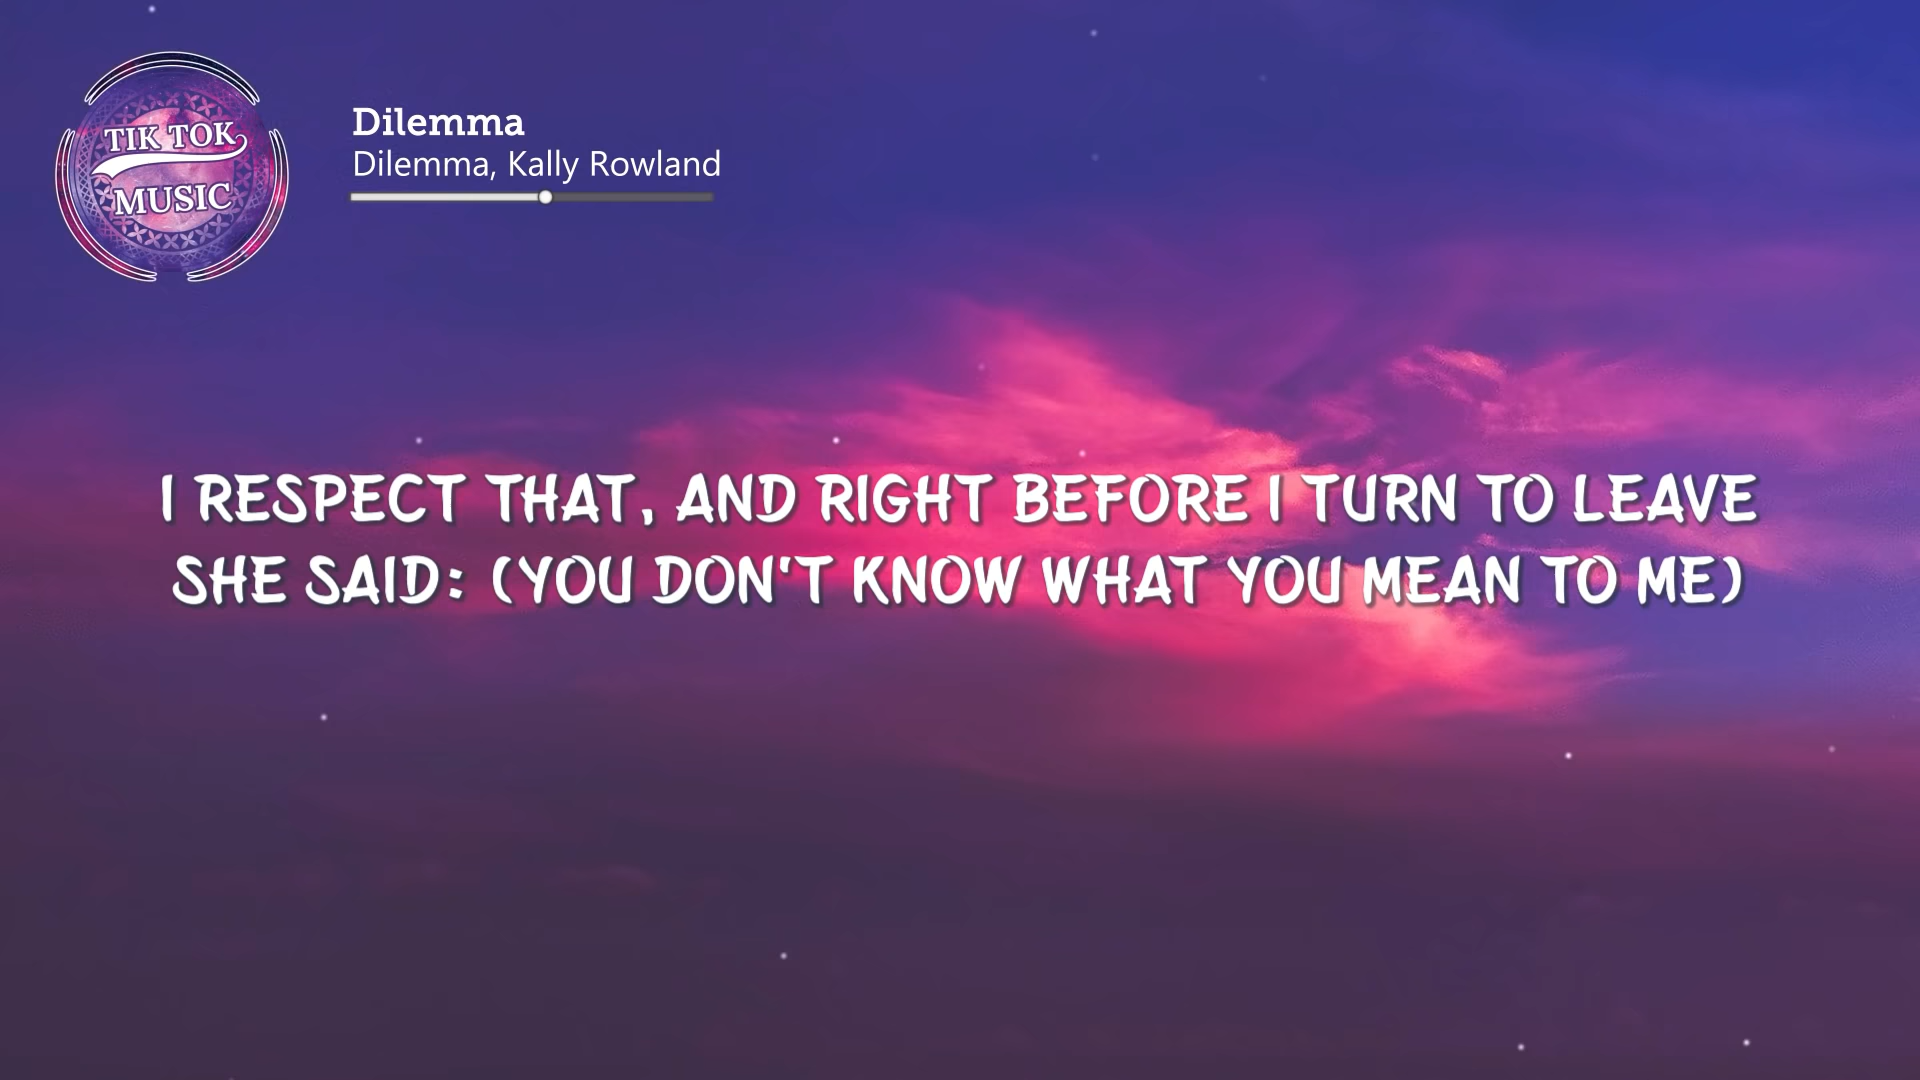 TIK TOK
MUSIC
Dilemma
Dilemma, Kally Rowland
I RESPECT THAT, AND RIGHT BEFORE I TURN TO LEAVE
SHE SAID: (YOU DON'T KNOW WHAT YOU MEAN TO ME)